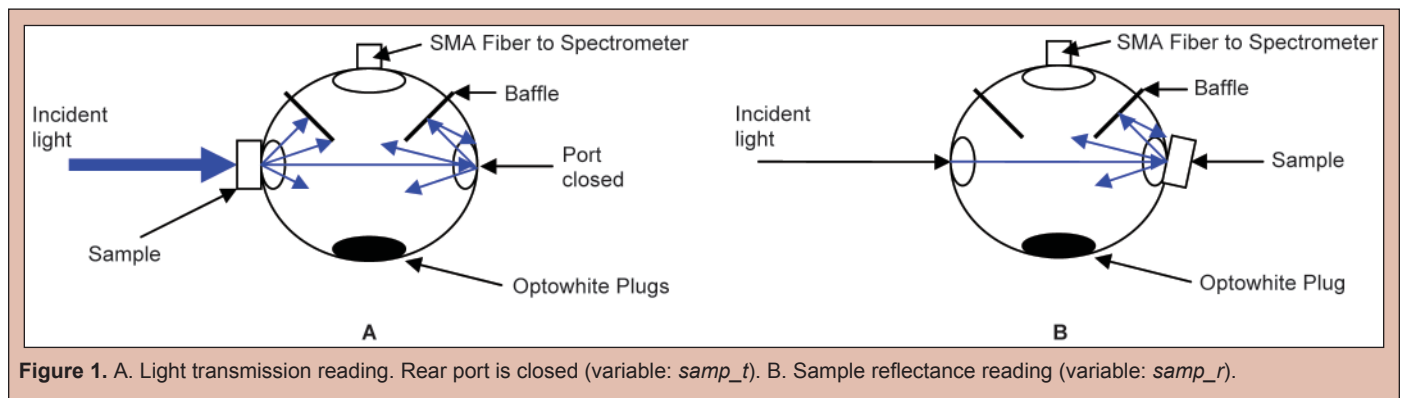 SMA Fiber to Spectrometer
Baffle
Incident
light
Port
closed
Sample
Optowhite Plugs
A
SMA Fiber to Spectrometer
Baffle
Incident
light
Sample
Optowhite Plug
B
Figure 1. A. Light transmission reading. Rear port is closed (variable: samp_t). B. Sample reflectance reading (variable: samp_r).